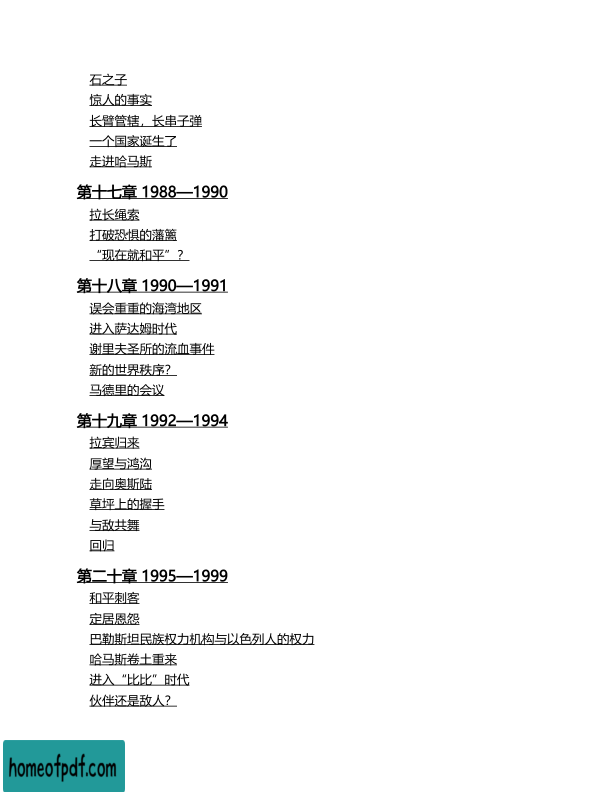 石之子
惊人的事实
长臂管辖，长串子弹
一个国家诞生了
走进哈马斯
第十七章 1988—1990
拉长绳索
打破恐惧的藩篱
“现在就和平”？
第十八章 1990—1991
误会重重的海湾地区
进入萨达姆时代
谢里夫圣所的流血事件
新的世界秩序？
马德里的会议
第十九章 1992—1994
拉宾归来
厚望与鸿沟
走向奥斯陆
草坪上的握手
与敌共舞
回归
第二十章 1995—1999
和平刺客
定居恩怨
巴勒斯坦民族权力机构与以色列人的权力
哈马斯卷土重来
进入“比比”时代
伙伴还是敌人？
homeofpdf.com